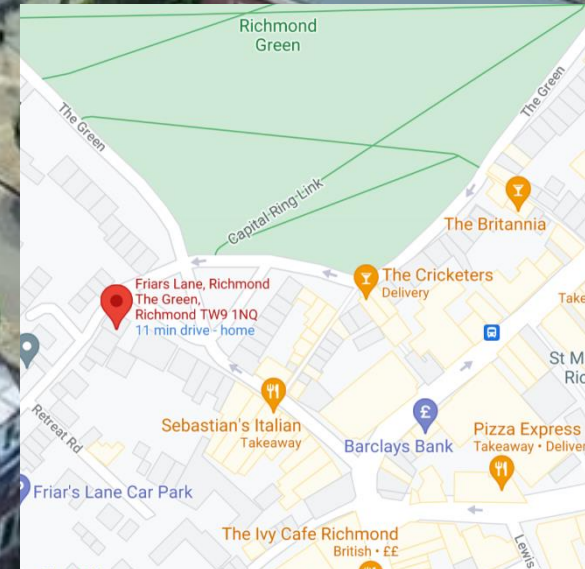 Richmond
Green
The Green
The Green
Capital Ring Link
The Britannia
Friars Lane, Richmond
The Green,
Richmond TW9 1NQ
11 min drive - home
The Cricketers
Delivery
Take
St M
Ric
Sebastian's Italian
Takeaway
£
Barclays Bank
Pizza Express
Takeaway • Deliver
Retreat Rd
Friar's Lane Car Park
The Ivy Cafe Richmond
British • ££
Lewis